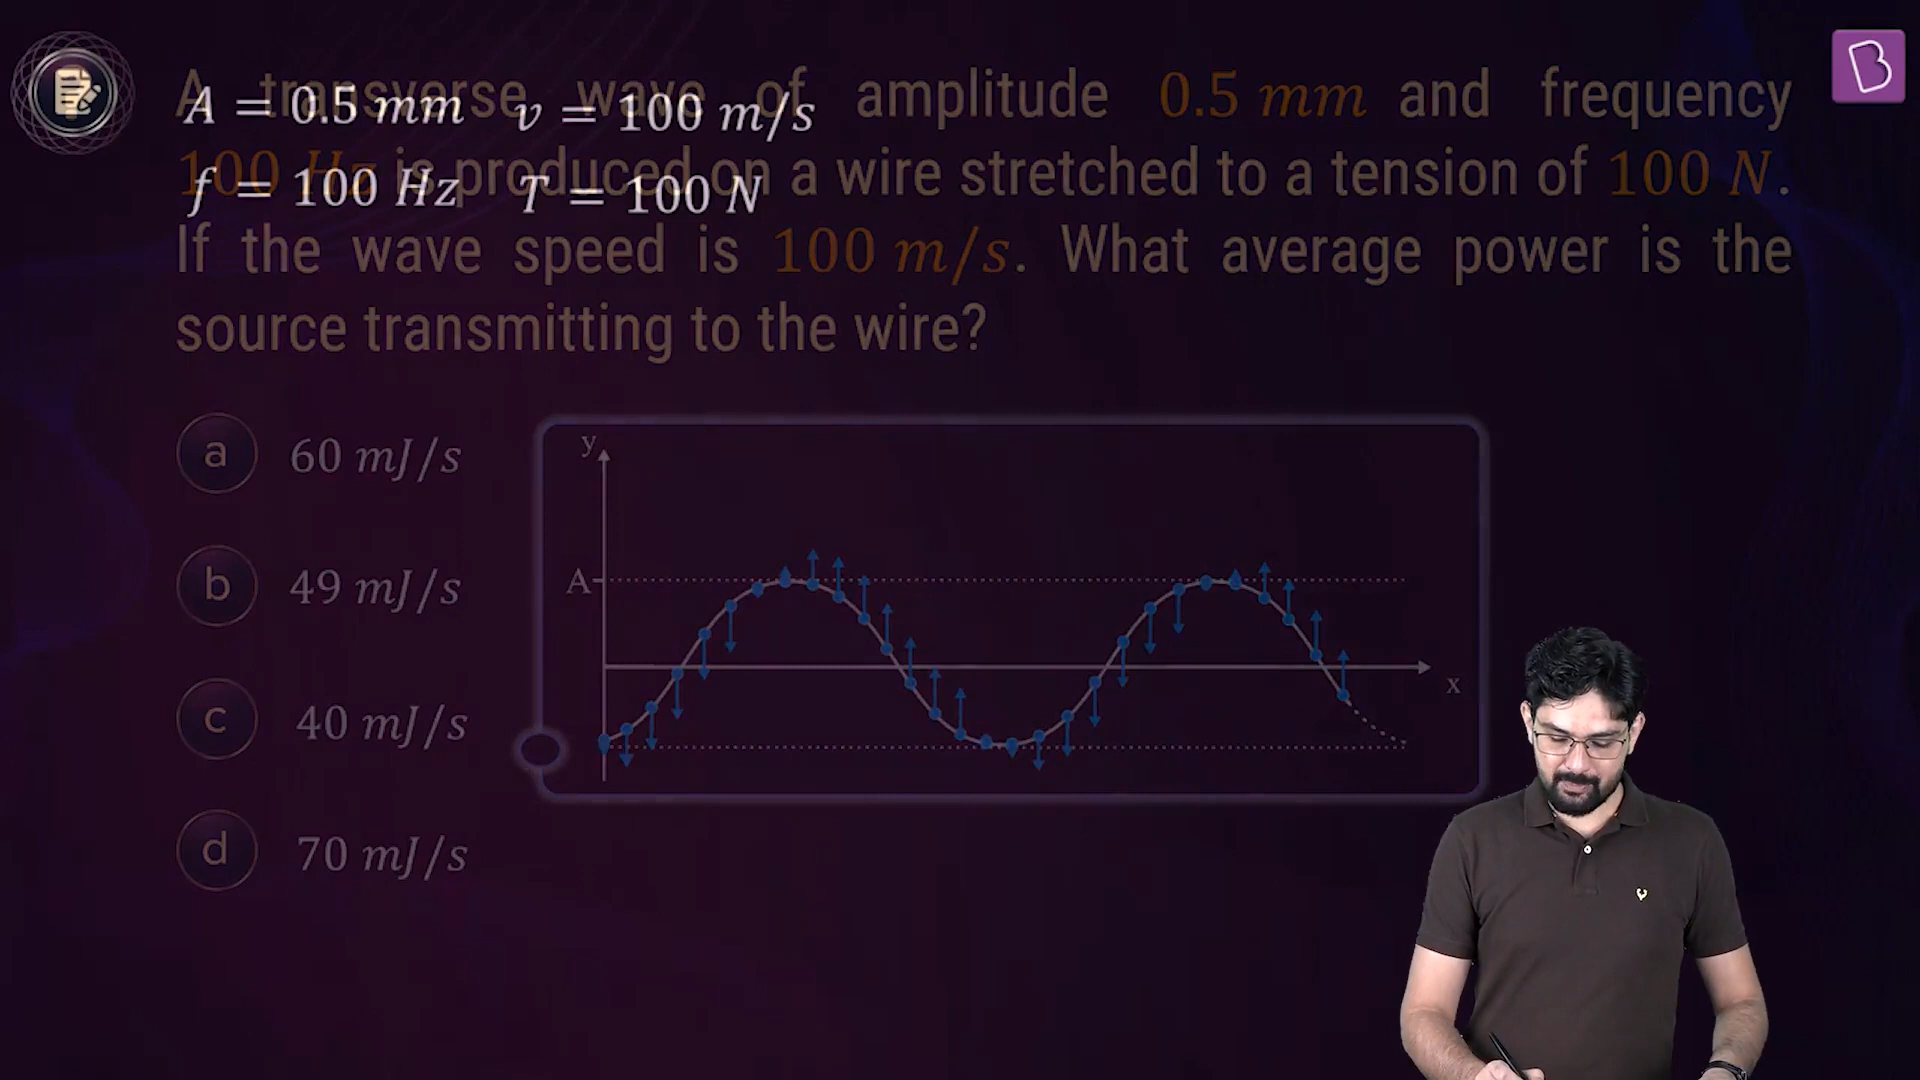 A transverse wave of amplitude 0.5 mm and frequency
100 Hz is produced on a wire stretched to a tension of 100 N.
If the wave speed is 100 m/s. What average power is the
source transmitting to the wire?
A = 0.5 mm v = 100 m/s
f = 100 Hz T = 100 N
a 60 mJ/s
b 49 mJ/s
c 40 mJ/s
d 70 mJ/s
y
A
x
B